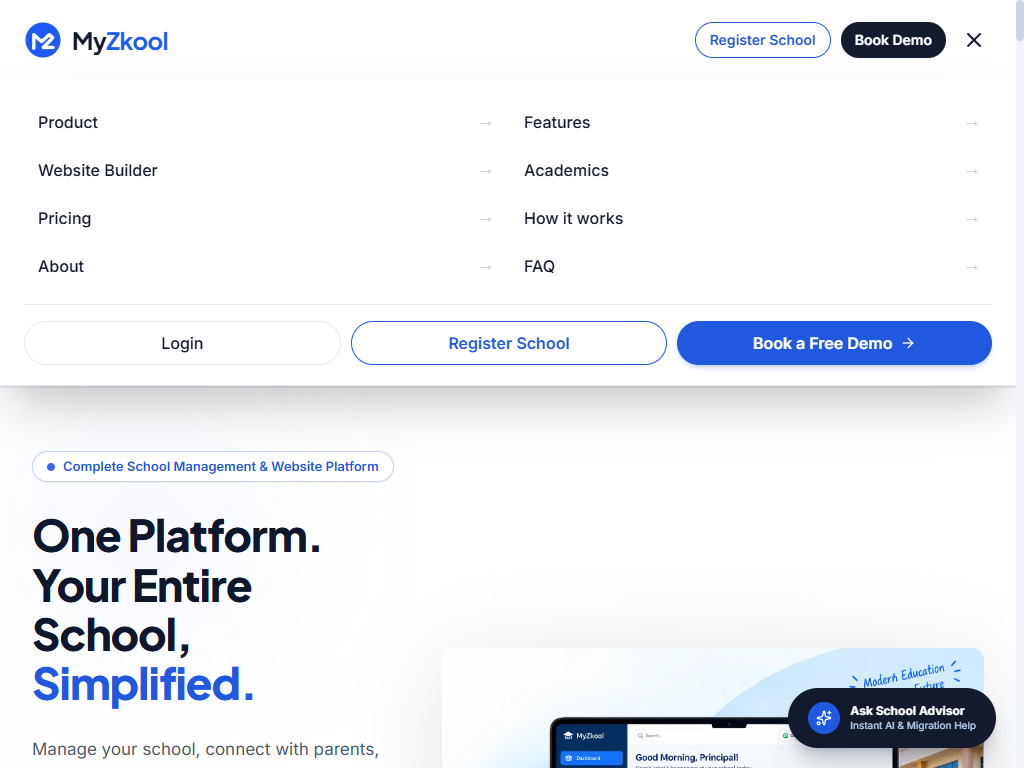 MyZkool
Register School
Book Demo
Product →
Features →
Website Builder →
Academics →
Pricing →
How it works →
About →
FAQ →
Login
Register School
Book a Free Demo →
Complete School Management & Website Platform
One Platform.
Your Entire
School,
Simplified.
Manage your school, connect with parents,
Modern Education
Future
Ask School Advisor
Instant AI & Migration Help
MyZkool
Search...
Dashboard
Good Morning, Principal!